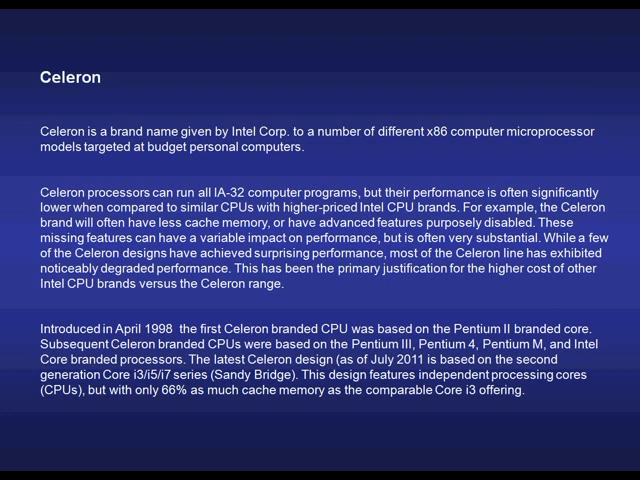 Celeron
Celeron is a brand name given by Intel Corp. to a number of different x86 computer microprocessor
models targeted at budget personal computers.
Celeron processors can run all IA-32 computer programs, but their performance is often significantly
lower when compared to similar CPUs with higher-priced Intel CPU brands. For example, the Celeron
brand will often have less cache memory, or have advanced features purposely disabled. These
missing features can have a variable impact on performance, but is often very substantial. While a few
of the Celeron designs have achieved surprising performance, most of the Celeron line has exhibited
noticeably degraded performance. This has been the primary justification for the higher cost of other
Intel CPU brands versus the Celeron range.
Introduced in April 1998  the first Celeron branded CPU was based on the Pentium II branded core.
Subsequent Celeron branded CPUs were based on the Pentium III, Pentium 4, Pentium M, and Intel
Core branded processors. The latest Celeron design (as of July 2011 is based on the second
generation Core i3/i5/i7 series (Sandy Bridge). This design features independent processing cores
(CPUs), but with only 66% as much cache memory as the comparable Core i3 offering.